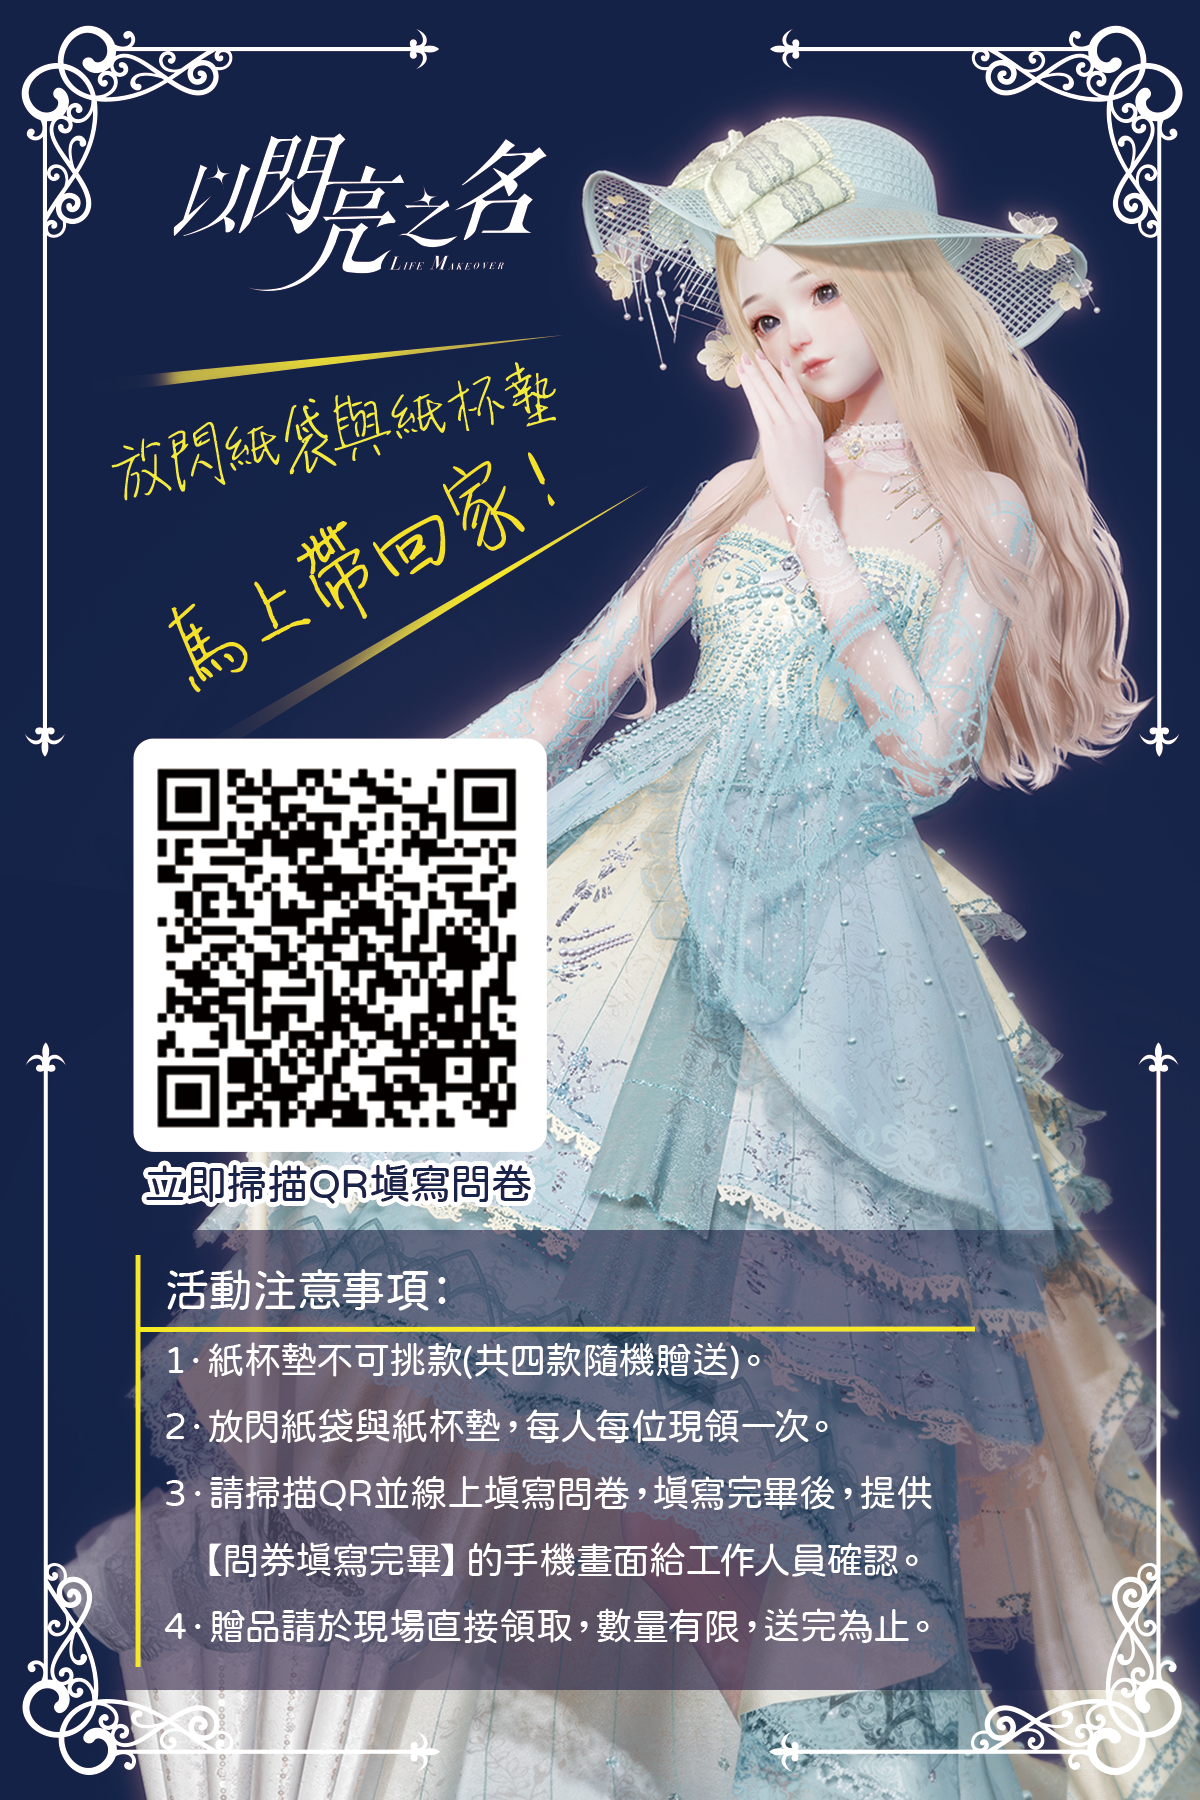 以閃亮之名
LIFE MAKEOVER
放閃紙袋與紙杯墊
馬上帶回家!
立即掃描QR填寫問卷
活動注意事項:
1·紙杯墊不可挑款(共四款隨機贈送)。
2·放閃紙袋與紙杯墊,每人每位現領一次。
3·請掃描QR並線上填寫問卷,填寫完畢後,提供
【問券填寫完畢】的手機畫面給工作人員確認。
4·贈品請於現場直接領取,數量有限,送完為止。